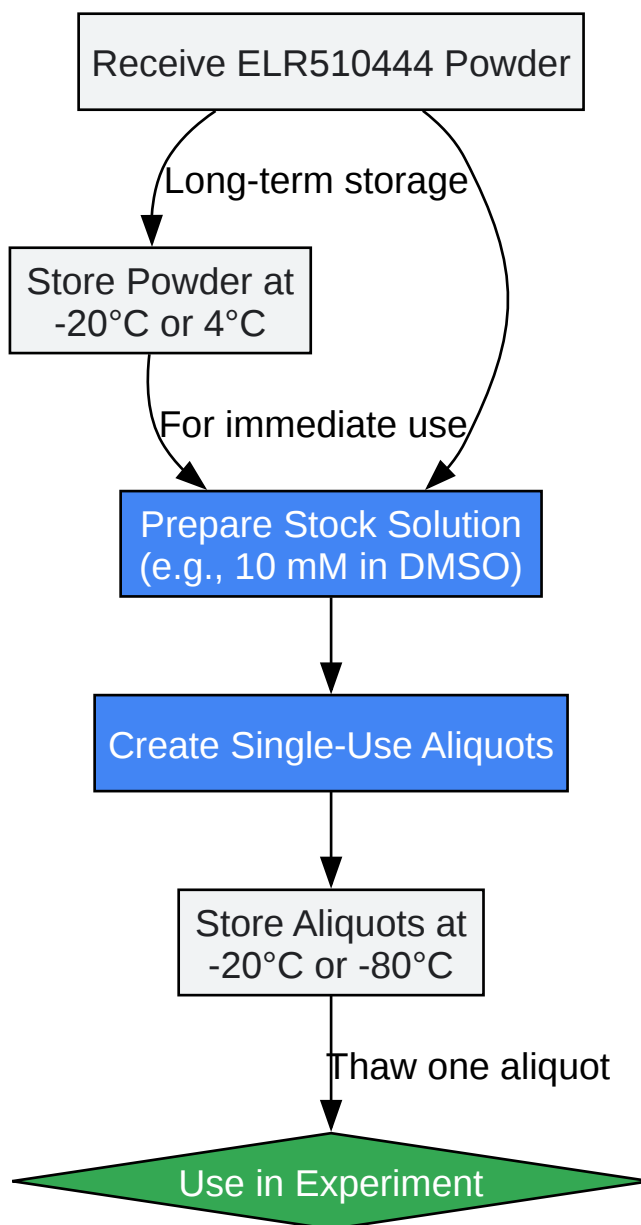 Receive ELR510444 Powder
Long-term storage
Store Powder at
-20°C or 4°C
For immediate use
Prepare Stock Solution
(e.g., 10 mM in DMSO)
Create Single-Use Aliquots
Store Aliquots at
-20°C or -80°C
Thaw one aliquot
Use in Experiment